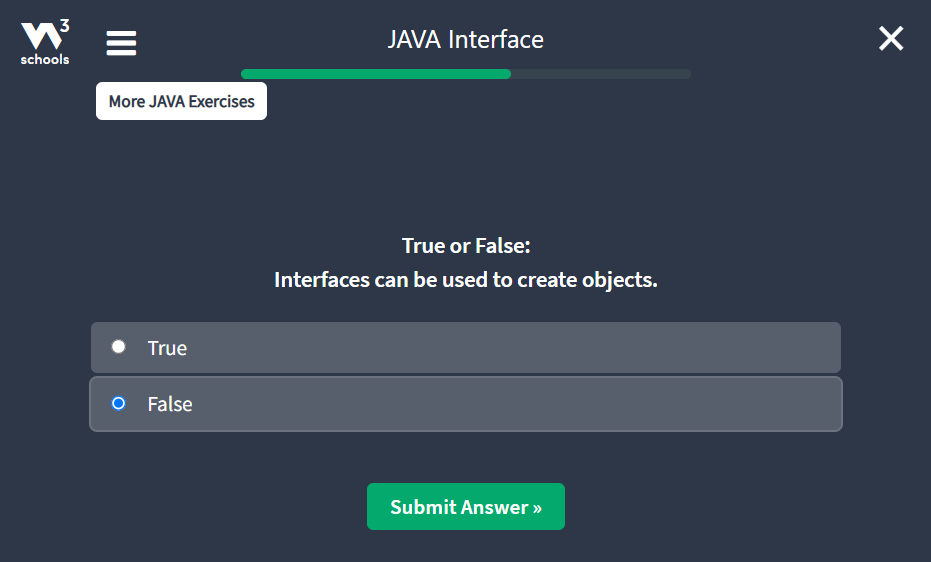 3
schools
JAVA Interface
More JAVA Exercises
True or False:
Interfaces can be used to create objects.
True
False
Submit Answer »